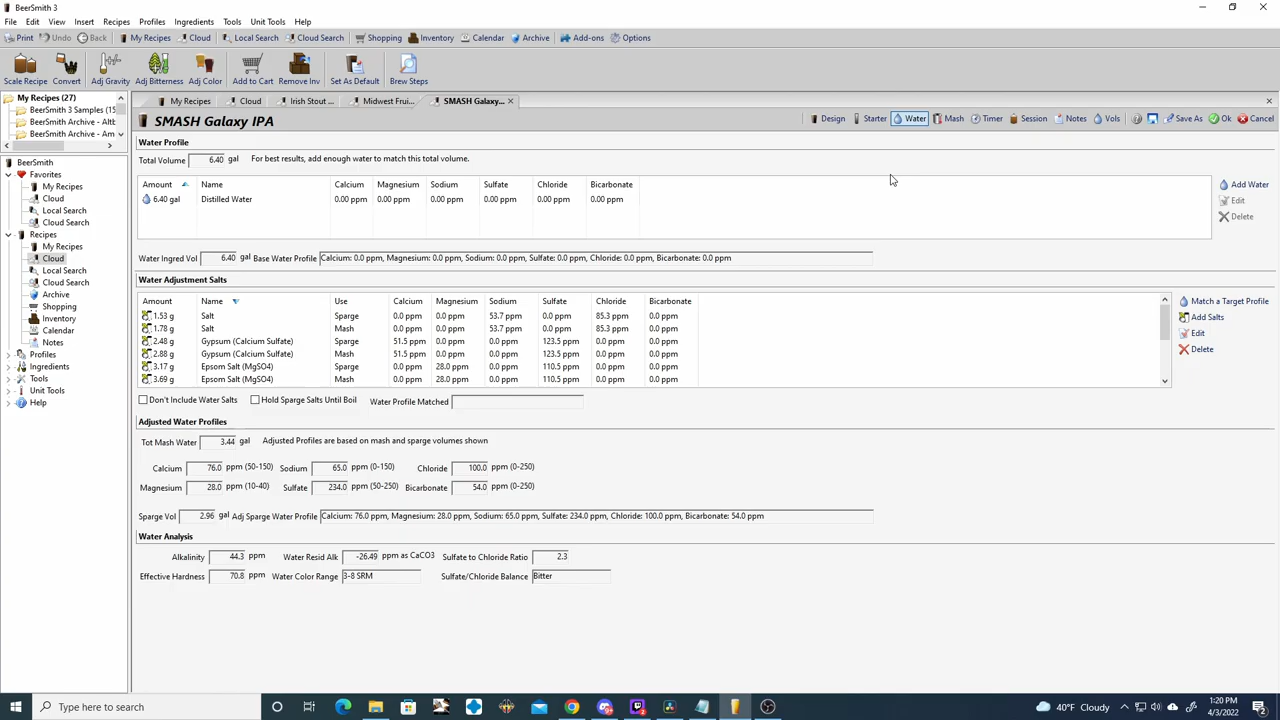 BeerSmith 3
File Edit View Insert Recipes Profiles Ingredients Tools Unit Tools Help
Print Undo Back My Recipes Cloud Local Search Cloud Search Shopping Inventory Calendar Archive Add-ons Options
Scale Recipe Convert Adj Gravity Adj Bitterness Adj Color Add to Cart Remove Inv Set As Default Brew Steps
My Recipes (27)
BeerSmith 3 Samples (15
BeerSmith Archive - Altb
BeerSmith Archive - Am
My Recipes Cloud Irish Stout ... Midwest Frui... SMASH Galaxy...
SMASH Galaxy IPA
Design Starter Water Mash Timer Session Notes Vols Save As Ok Cancel
BeerSmith
Favorites
My Recipes
Cloud
Local Search
Cloud Search
Recipes
My Recipes
Cloud
Local Search
Cloud Search
Archive
Shopping
Inventory
Calendar
Notes
Profiles
Ingredients
Tools
Unit Tools
Help
Water Profile
Total Volume 6.40 gal For best results, add enough water to match this total volume.
Amount Name Calcium Magnesium Sodium Sulfate Chloride Bicarbonate
6.40 gal Distilled Water 0.00 ppm 0.00 ppm 0.00 ppm 0.00 ppm 0.00 ppm 0.00 ppm
Add Water
Edit
Delete
Water Ingred Vol 6.40 gal Base Water Profile Calcium: 0.0 ppm, Magnesium: 0.0 ppm, Sodium: 0.0 ppm, Sulfate: 0.0 ppm, Chloride: 0.0 ppm, Bicarbonate: 0.0 ppm
Water Adjustment Salts
Amount Name Use Calcium Magnesium Sodium Sulfate Chloride Bicarbonate
1.53 g Salt Sparge 0.0 ppm 0.0 ppm 53.7 ppm 0.0 ppm 85.3 ppm 0.0 ppm
1.78 g Salt Mash 0.0 ppm 0.0 ppm 53.7 ppm 0.0 ppm 85.3 ppm 0.0 ppm
2.48 g Gypsum (Calcium Sulfate) Sparge 51.5 ppm 0.0 ppm 0.0 ppm 123.5 ppm 0.0 ppm 0.0 ppm
2.88 g Gypsum (Calcium Sulfate) Mash 51.5 ppm 0.0 ppm 0.0 ppm 123.5 ppm 0.0 ppm 0.0 ppm
3.17 g Epsom Salt (MgSO4) Sparge 0.0 ppm 28.0 ppm 0.0 ppm 110.5 ppm 0.0 ppm 0.0 ppm
3.69 g Epsom Salt (MgSO4) Mash 0.0 ppm 28.0 ppm 0.0 ppm 110.5 ppm 0.0 ppm 0.0 ppm
Match a Target Profile
Add Salts
Edit
Delete
Don't Include Water Salts Hold Sparge Salts Until Boil Water Profile Matched
Adjusted Water Profiles
Tot Mash Water 3.44 gal Adjusted Profiles are based on mash and sparge volumes shown
Calcium 76.0 ppm (50-150) Sodium 65.0 ppm (0-150) Chloride 100.0 ppm (0-250)
Magnesium 28.0 ppm (10-40) Sulfate 234.0 ppm (50-250) Bicarbonate 54.0 ppm (0-250)
Sparge Vol 2.96 gal Adj Sparge Water Profile Calcium: 76.0 ppm, Magnesium: 28.0 ppm, Sodium: 65.0 ppm, Sulfate: 234.0 ppm, Chloride: 100.0 ppm, Bicarbonate: 54.0 ppm
Water Analysis
Alkalinity 44.3 ppm Water Resid Alk -26.49 ppm as CaCO3 Sulfate to Chloride Ratio 2.3
Effective Hardness 70.8 ppm Water Color Range 3-8 SRM Sulfate/Chloride Balance Bitter
Type here to search
40°F Cloudy
1:20 PM
4/3/2022